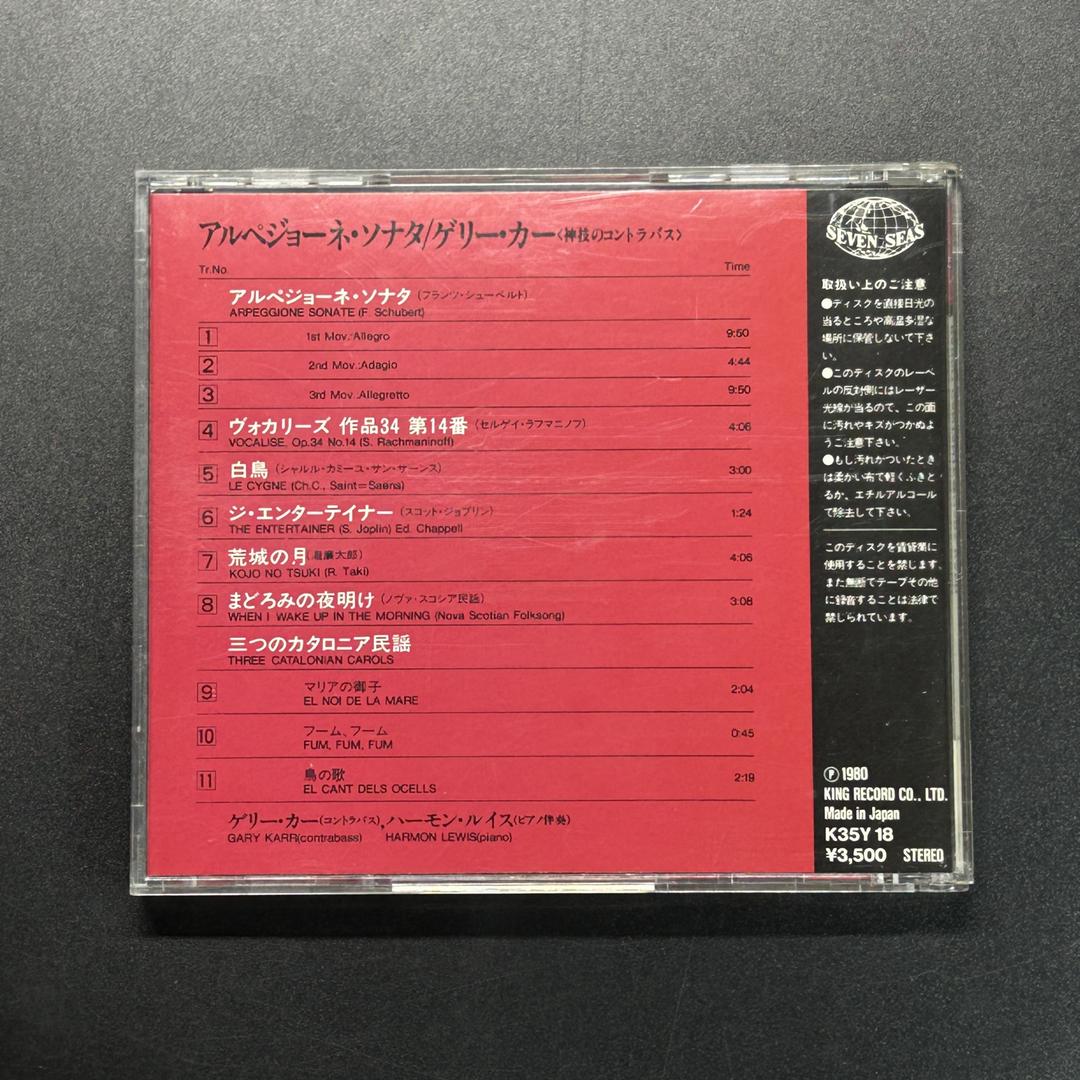 アルペジョーネ・ソナタ/ゲリー・カー〈神技のコントラバス〉
Tr.No. Time
アルペジョーネ・ソナタ（フランツ・シューベルト）
ARPEGGIONE SONATE (F. Schubert)
1 1st Mov.:Allegro 9:50
2 2nd Mov.:Adagio 4:44
3 3rd Mov.:Allegretto 9:50
4 ヴォカリーズ 作品34 第14番（セルゲイ・ラフマニノフ） 4:06
VOCALISE. Op.34 No.14 (S. Rachmaninoff)
5 白鳥（シャルル・カミーユ・サン・サーンス） 3:00
LE CYGNE (Ch.C., Saint=Saëns)
6 ジ・エンターテイナー（スコット・ジョプリン） 1:24
THE ENTERTAINER (S. Joplin) Ed. Chappell
7 荒城の月（瀧廉太郎） 4:06
KOJO NO TSUKI (R. Taki)
8 まどろみの夜明け（ノヴァ・スコシア民謡） 3:08
WHEN I WAKE UP IN THE MORNING (Nova Scotian Folksong)
三つのカタロニア民謡
THREE CATALONIAN CAROLS
9 マリアの御子 2:04
EL NOI DE LA MARE
10 フーム、フーム 0:45
FUM, FUM, FUM
11 鳥の歌 2:19
EL CANT DELS OCELLS
ゲリー・カー(コントラバス),ハーモン・ルイス(ピアノ伴奏)
GARY KARR(contrabass) HARMON LEWIS(piano)
SEVEN SEAS
取扱い上のご注意
●ディスクを直接日光の
当るところや高温多湿な
場所に保管しないで下さ
い。
●このディスクのレーベ
ルの反対側にはレーザー
光線が当るので、この面
に汚れやキズがつかぬよ
うご注意下さい。
●もし汚れがついたとき
は柔かい布で軽くふきと
るか、エチルアルコール
で除去して下さい。
このディスクを賃貸業に
使用することを禁じます。
また無断でテープその他
に録音することは法律で
禁じられています。
Ⓟ1980
KING RECORD CO., LTD.
Made in Japan
K35Y 18
¥3,500 STEREO